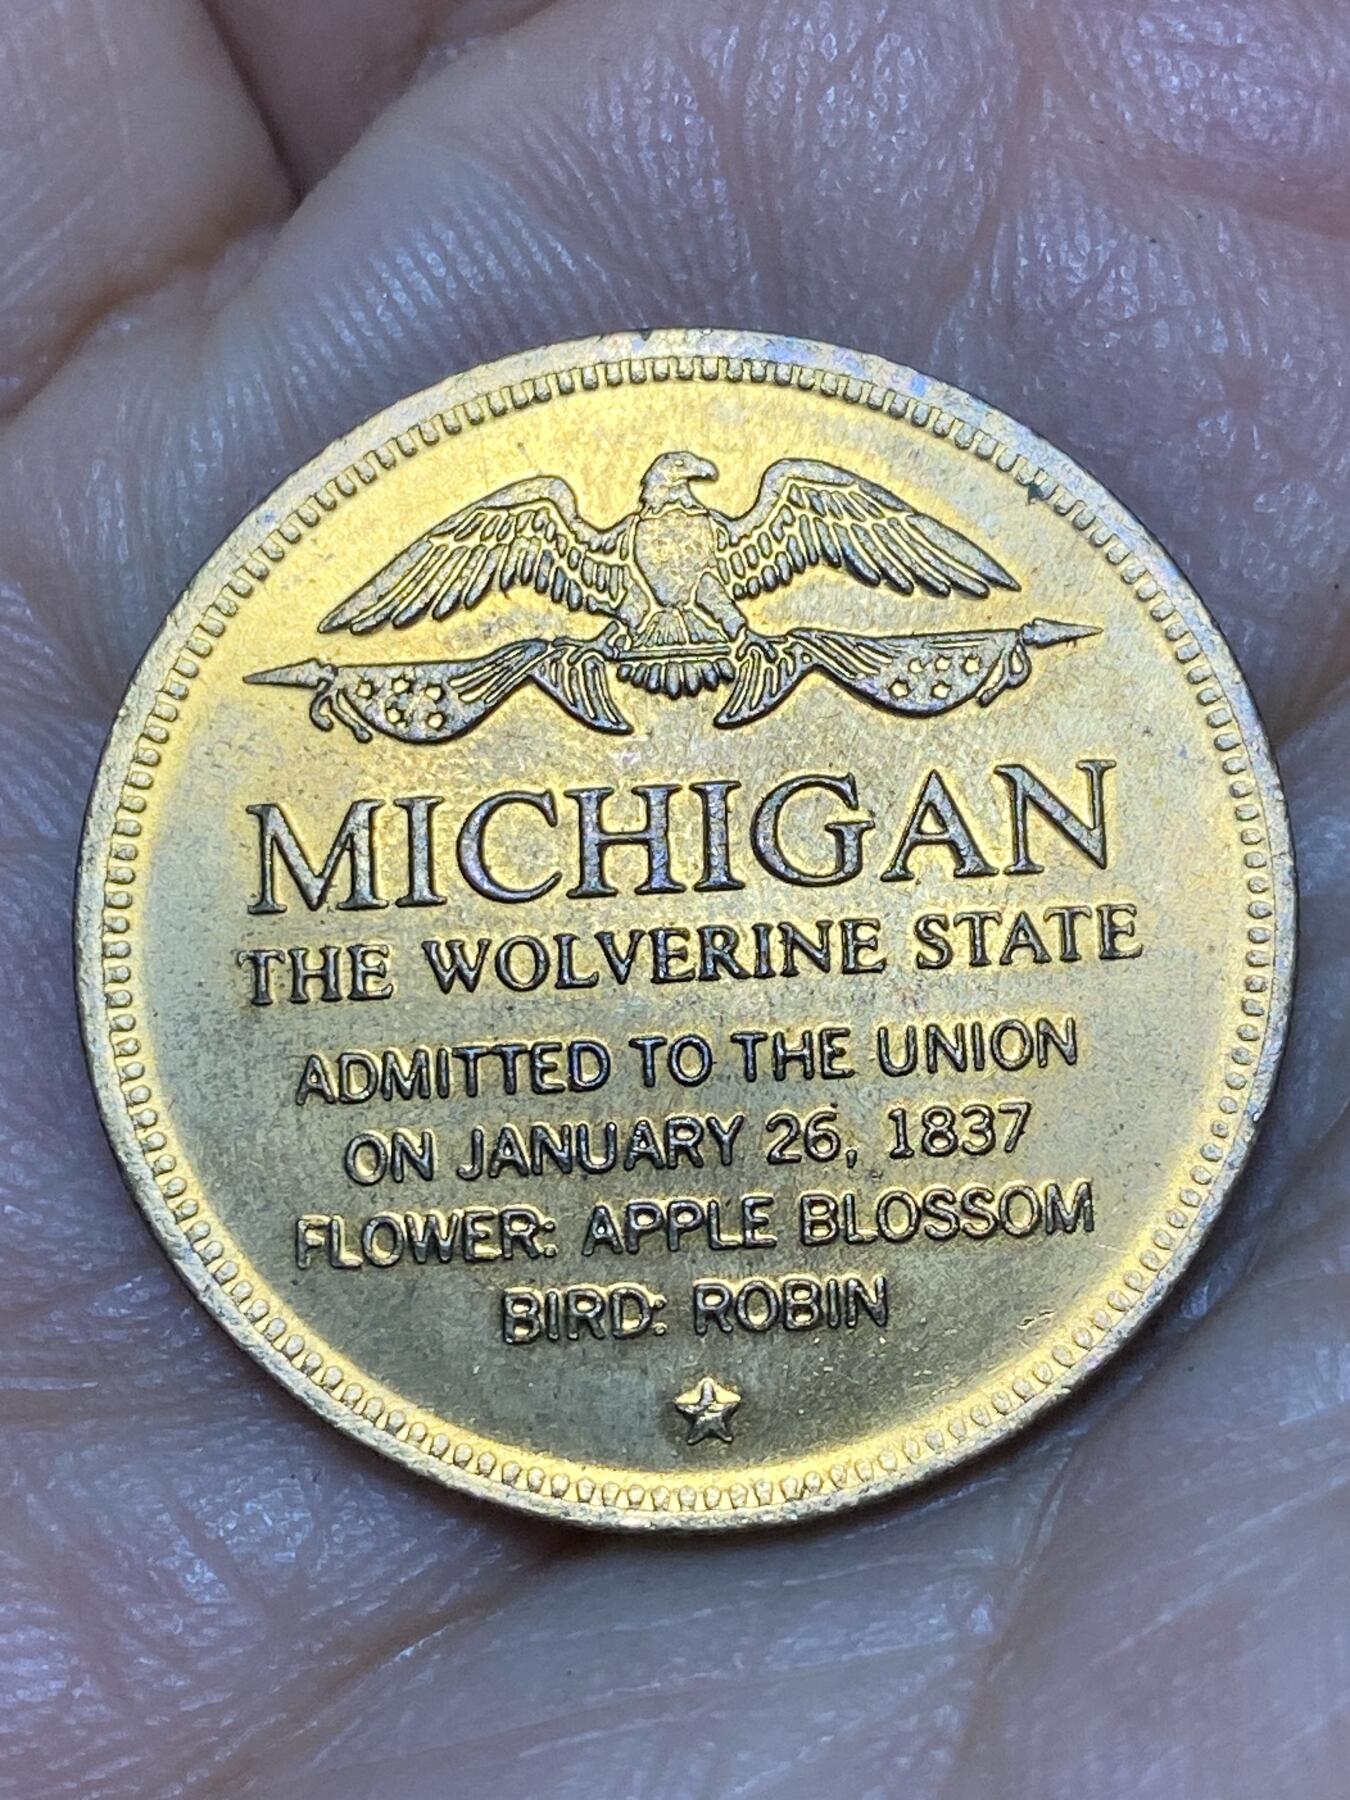 MICHIGAN
THE WOLVERINE STATE
ADMITTED TO THE UNION
ON JANUARY 26, 1837
FLOWER: APPLE BLOSSOM
BIRD: ROBIN